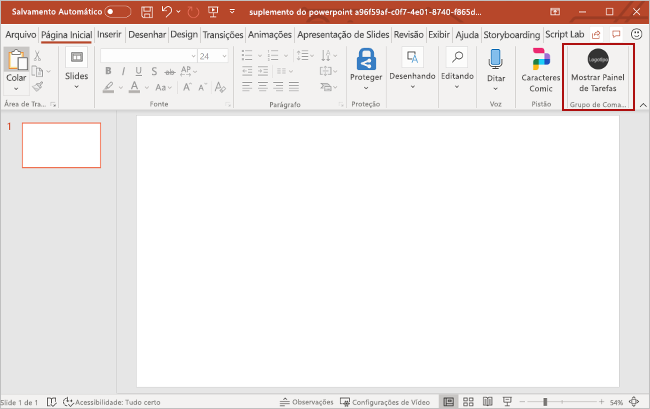 Salvamento Automático
suplemento do powerpoint a96f59af-c0f7-4e01-8740-f865d...
Arquivo Página Inicial Inserir Desenhar Design Transições Animações Apresentação de Slides Revisão Exibir Ajuda Storyboarding Script Lab
24
Colar
Slides
N I S ab AV
Aa A
Proteger
Desenhando
Editando
Ditar
Caracteres
Comic
Mostrar Painel
de Tarefas
Área de Tra...
Fonte
Parágrafo
Proteção
Voz
Pistão
Grupo de Coma...
1
Slide 1 de 1
Acessibilidade: Tudo certo
Observações
Configurações de Vídeo
54%